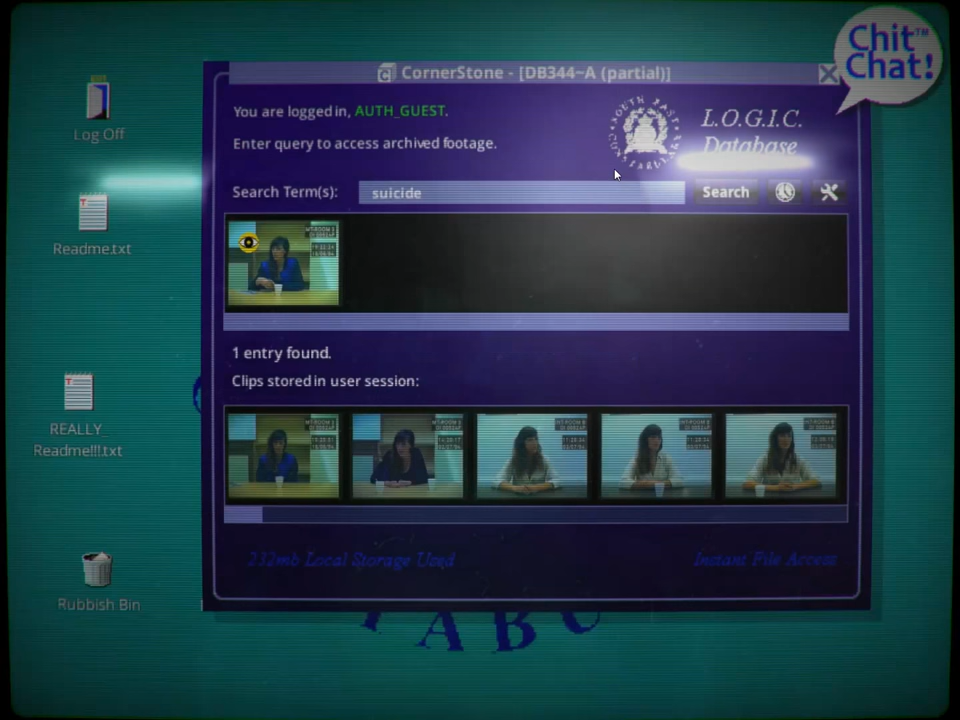 Chit™
Chat!
CornerStone - [DB344~A (partial)]
You are logged in, AUTH_GUEST.
L.O.G.I.C.
Database
Enter query to access archived footage.
Log Off
Search Term(s):
suicide
Search
Readme.txt
1 entry found.
Clips stored in user session:
REALLY_
Readme!!!.txt
212mb Local Storage Used
Instant File Access
Rubbish Bin